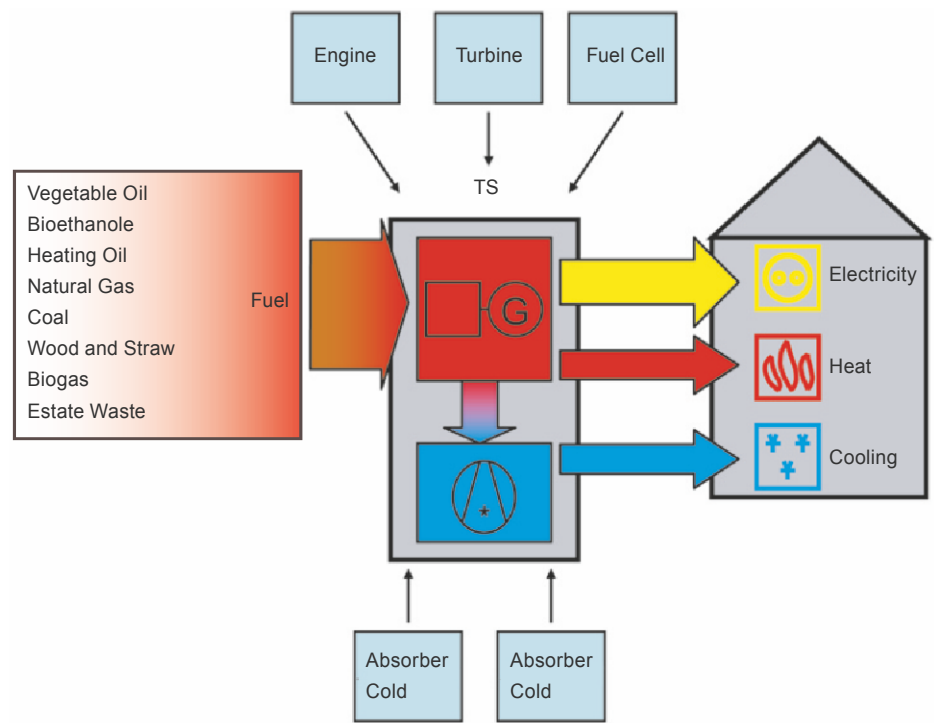 Engine
Turbine
Fuel Cell
TS
Vegetable Oil
Bioethanole
Heating Oil
Natural Gas
Coal
Wood and Straw
Biogas
Estate Waste
Fuel
G
Electricity
Heat
Cooling
Absorber
Cold
Absorber
Cold